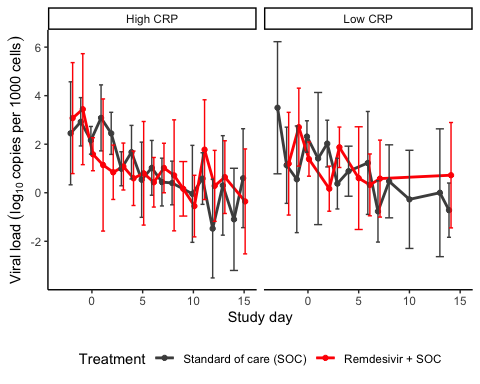 High CRP
Low CRP
Viral load (log₁₀ copies per 1000 cells)
6
4
2
0
-2
0
5
10
15
0
5
10
15
Study day
Treatment
Standard of care (SOC)
Remdesivir + SOC